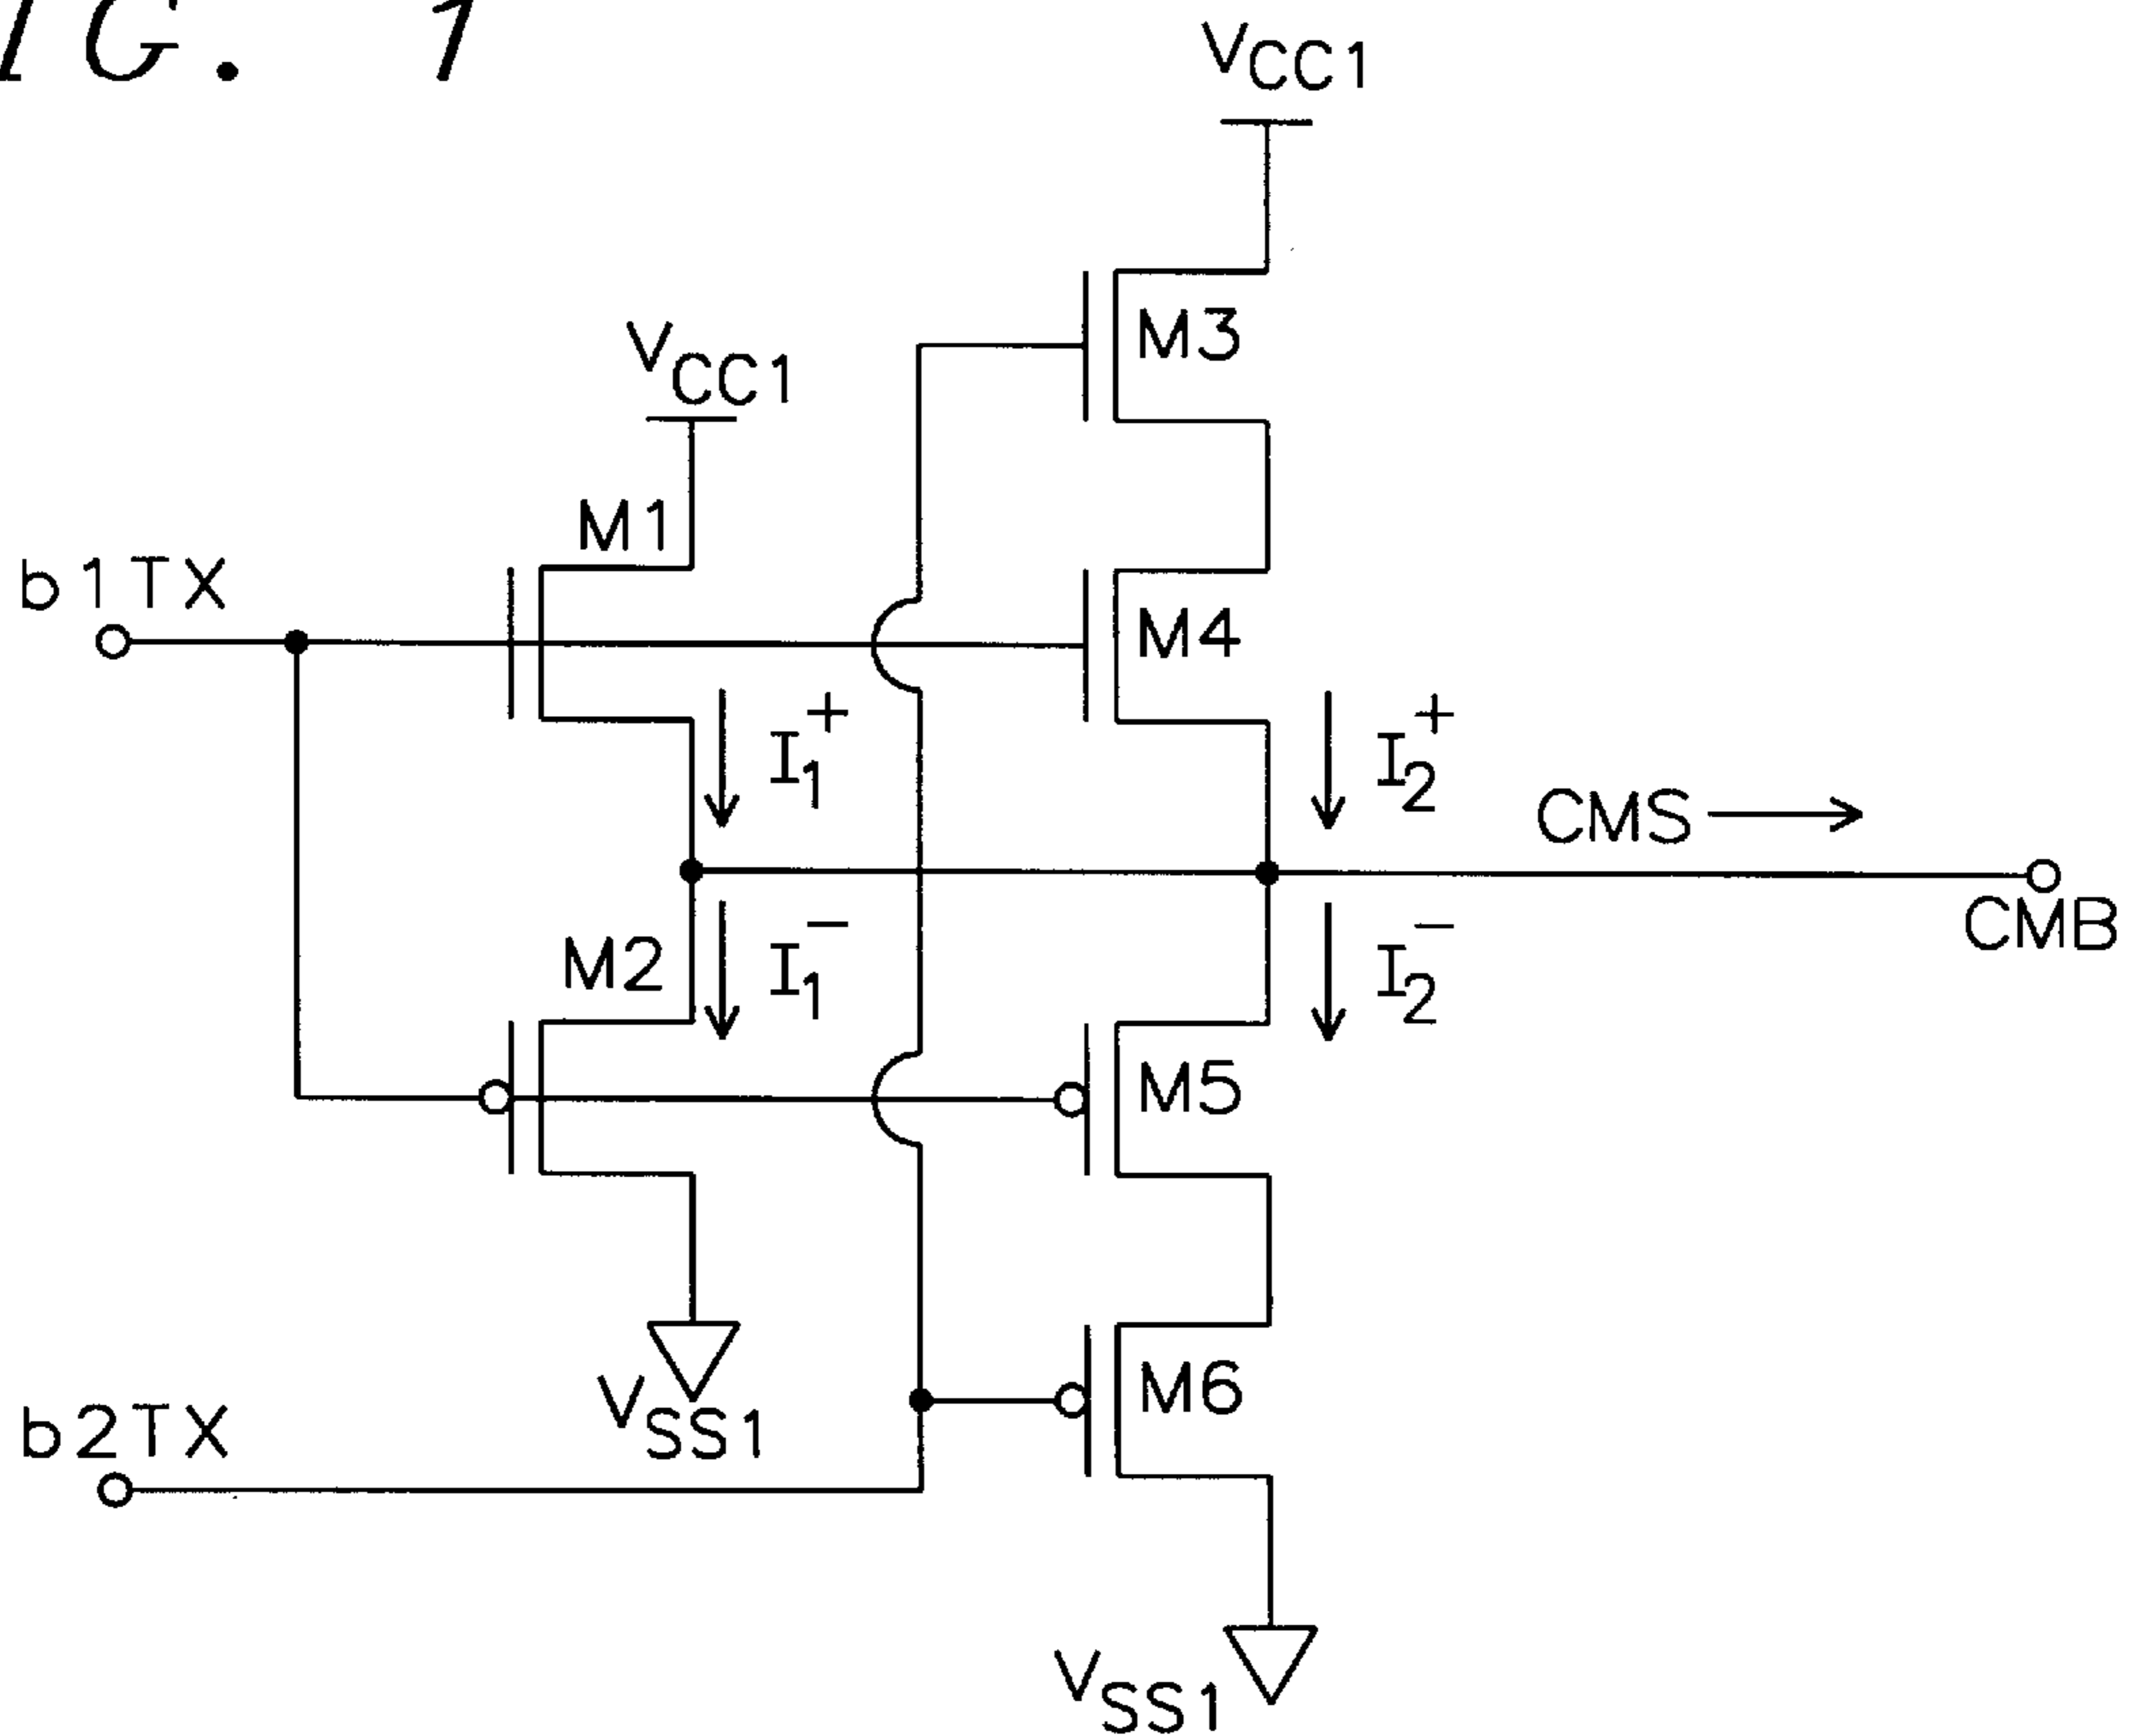 IG. 1
VCC1
M3
VCC1
M1
b1TX
M4
I1+
I2+
CMS
CMB
M2
I1-
I2-
M5
M6
VSS1
b2TX
VSS1